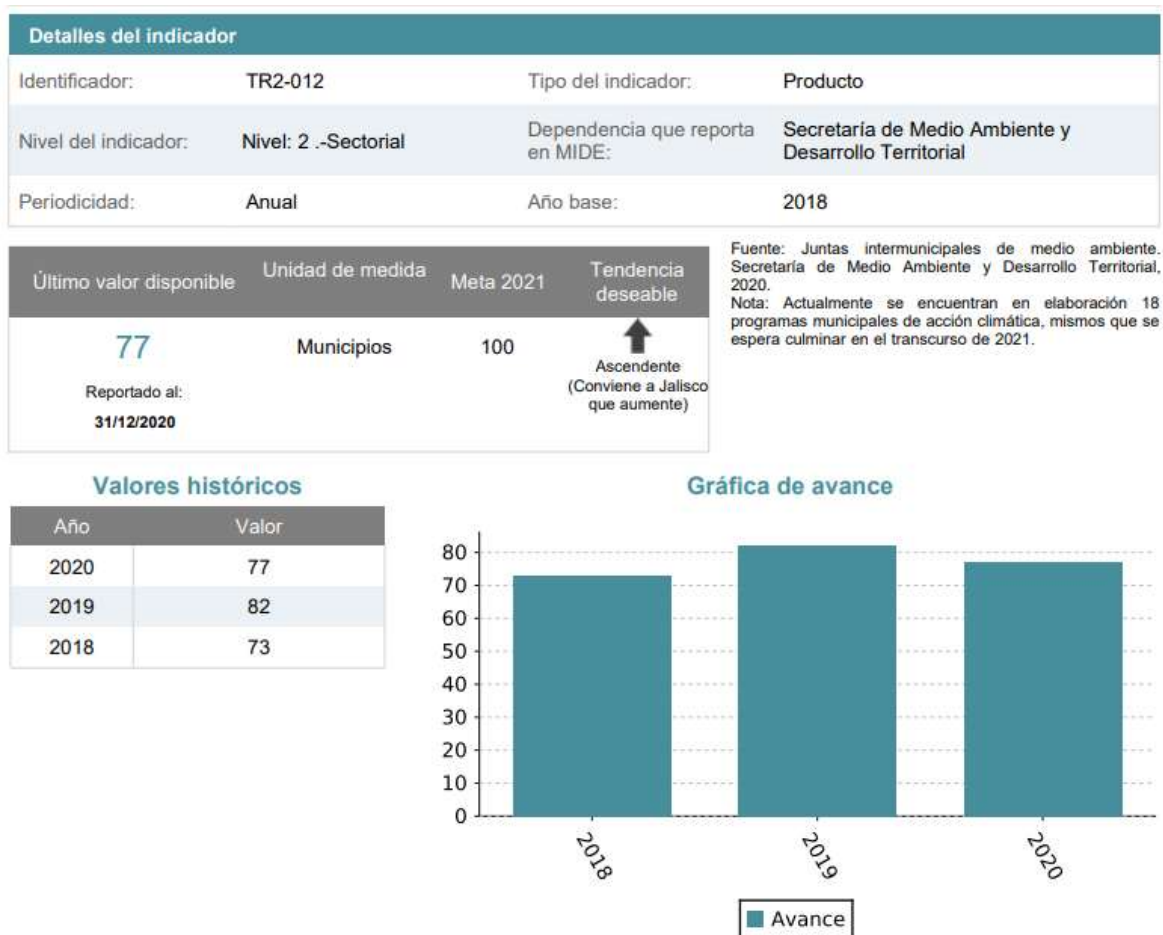 Detalles del indicador
Identificador: TR2-012 Tipo del indicador: Producto
Nivel del indicador: Nivel: 2 .-Sectorial Dependencia que reporta en MIDE: Secretaría de Medio Ambiente y Desarrollo Territorial
Periodicidad: Anual Año base: 2018
Último valor disponible Unidad de medida Meta 2021 Tendencia deseable
77 Municipios 100
Ascendente
(Conviene a Jalisco
que aumente)
Reportado al:
31/12/2020
Fuente: Juntas intermunicipales de medio ambiente.
Secretaría de Medio Ambiente y Desarrollo Territorial,
2020.
Nota: Actualmente se encuentran en elaboración 18
programas municipales de acción climática, mismos que se
espera culminar en el transcurso de 2021.
Valores históricos
Año Valor
2020 77
2019 82
2018 73
Gráfica de avance
80
70
60
50
40
30
20
10
0
2018
2019
2020
Avance